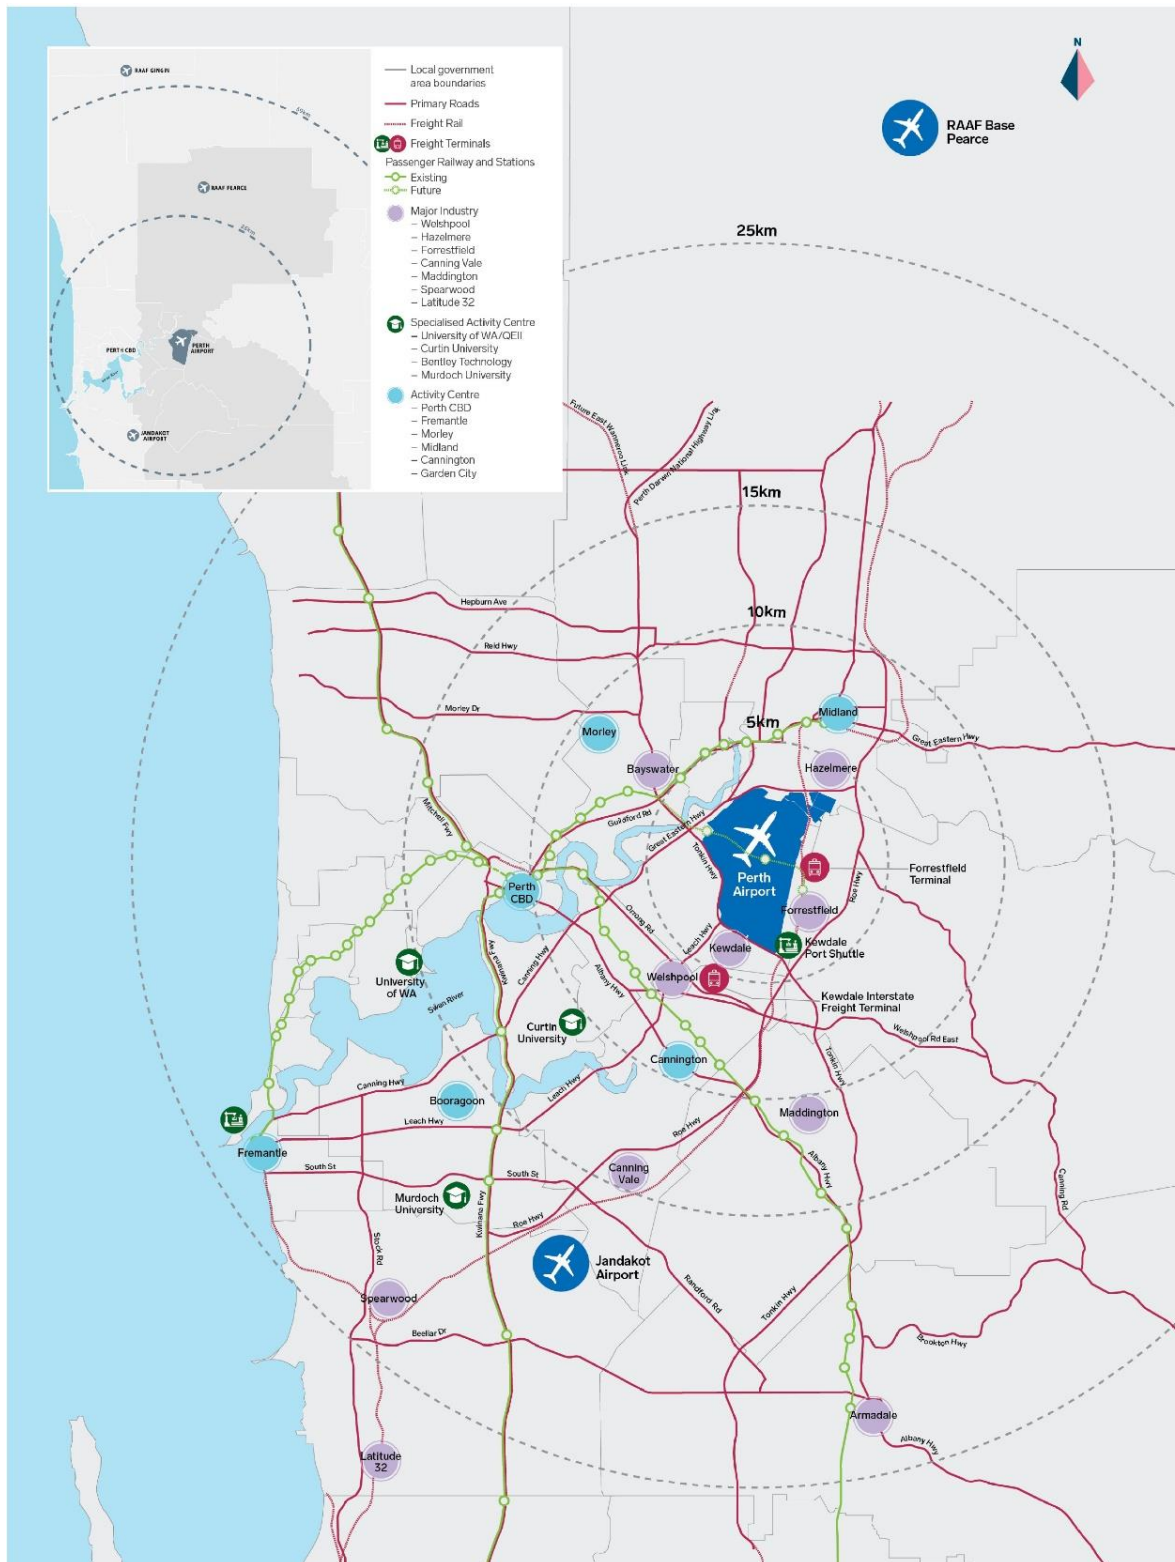 RAAF GINGIN
50km
RAAF PEARCE
25km
PERTH CBD
PERTH
AIRPORT
Swan River
JANDAKOT
AIRPORT
Local government
area boundaries
Primary Roads
Freight Rail
Freight Terminals
Passenger Railway and Stations
Existing
Future
Major Industry
– Welshpool
– Hazelmere
– Forrestfield
– Canning Vale
– Maddington
– Spearwood
– Latitude 32
Specialised Activity Centre
– University of WA/QEII
– Curtin University
– Bentley Technology
– Murdoch University
Activity Centre
– Perth CBD
– Fremantle
– Morley
– Midland
– Cannington
– Garden City
N
RAAF Base
Pearce
25km
Future East Wanneroo Link
Perth Darwin National Highway Link
15km
Hepburn Ave
10km
Reid Hwy
Morley Dr
Morley
5km
Midland
Great Eastern Hwy
Bayswater
Hazelmere
Mitchell Fwy
Guildford Rd
Great Eastern Hwy
Tonkin Hwy
Perth
Airport
Forrestfield
Terminal
Roe Hwy
Perth
CBD
Orrong Rd
Leach Hwy
Forrestfield
Kewdale
Kewdale
Port Shuttle
Kwinana Fwy
Canning Hwy
Albany Hwy
Welshpool
University
of WA
Swan River
Kewdale Interstate
Freight Terminal
Curtin
University
Welshpool Rd East
Tonkin Hwy
Cannington
Canning Hwy
Leach Hwy
Booragoon
Maddington
Leach Hwy
Roe Hwy
Fremantle
South St
South St
Canning
Vale
Albany Hwy
Canning Rd
Murdoch
University
Kwinana Fwy
Roe Hwy
Stock Rd
Jandakot
Airport
Randford Rd
Tonkin Hwy
Spearwood
Beeliar Dr
Brookton Hwy
Armadale
Albany Hwy
Latitude
32